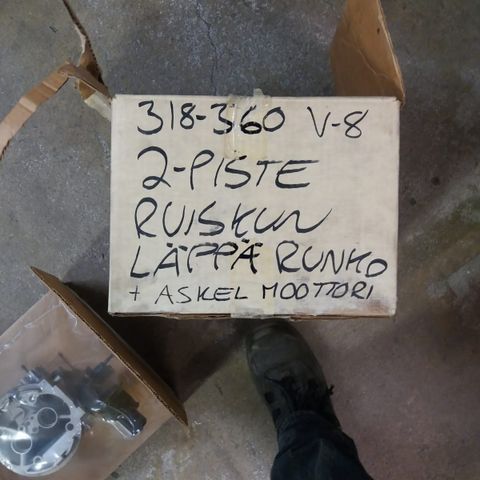 318-360 V-8
2-PISTE
RUISKUN
LÄPPÄ RUNKO
+ ASKEL MOOTTORI